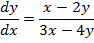 dy/dx = (x − 2y)/(3x − 4y)